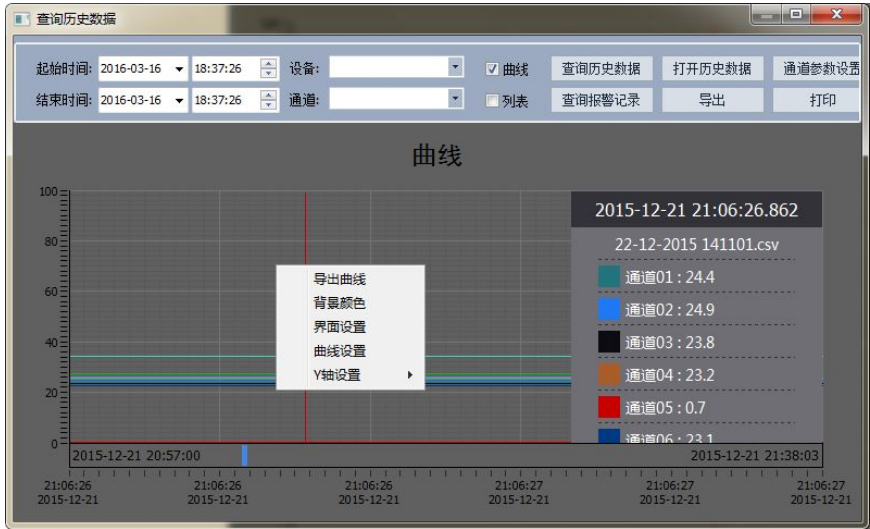 查询历史数据
起始时间: 2016-03-16 18:37:26 设备: 曲线 查询历史数据 打开历史数据 通道参数设置
结束时间: 2016-03-16 18:37:26 通道: 列表 查询报警记录 导出 打印
曲线
100
80
60
40
20
0
2015-12-21 21:06:26.862
22-12-2015 141101.csv
通道01 : 24.4
通道02 : 24.9
通道03 : 23.8
通道04 : 23.2
通道05 : 0.7
通道06 : 23.1
导出曲线
背景颜色
界面设置
曲线设置
Y轴设置
2015-12-21 20:57:00 2015-12-21 21:38:03
21:06:26 21:06:26 21:06:26 21:06:27 21:06:27 21:06:27
2015-12-21 2015-12-21 2015-12-21 2015-12-21 2015-12-21 2015-12-21